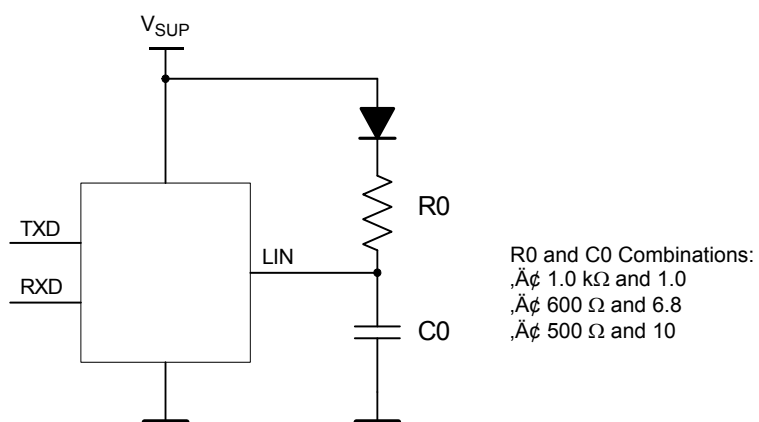 VSUP
R0
TXD
LIN
RXD
C0
R0 and C0 Combinations:
‚Ä¢ 1.0 kΩ and 1.0
‚Ä¢ 600 Ω and 6.8
‚Ä¢ 500 Ω and 10